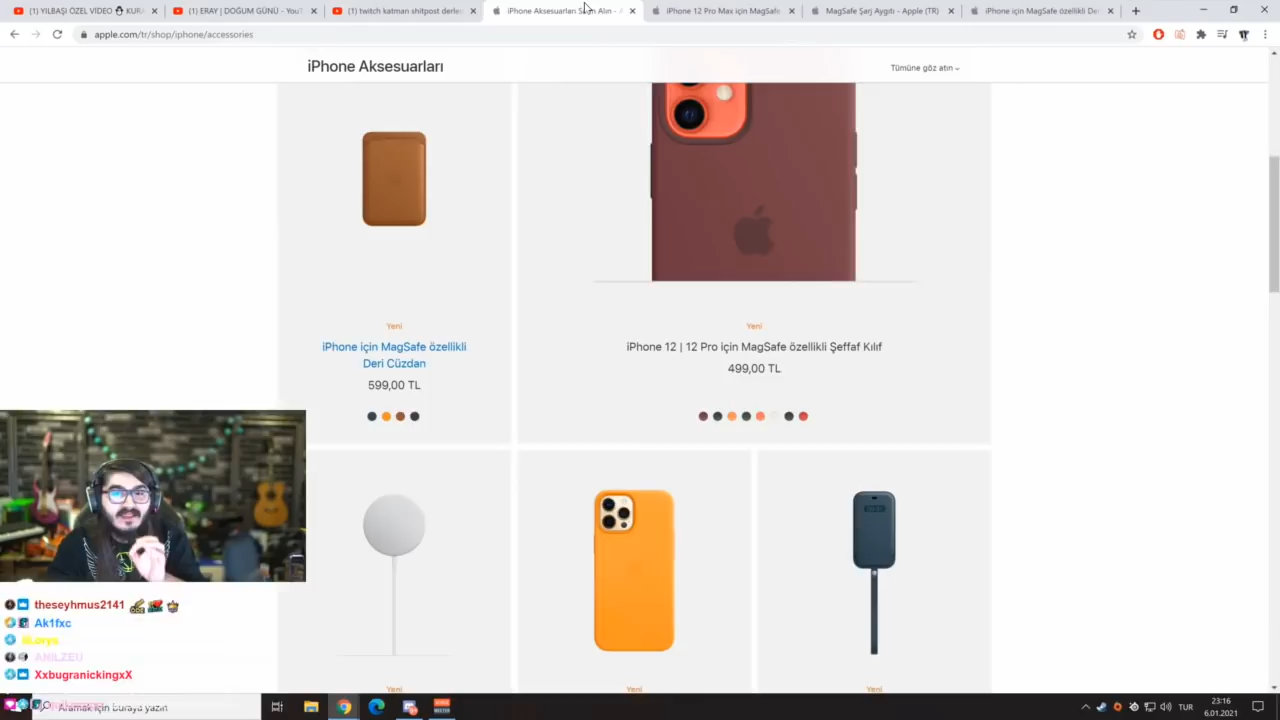 (1) YILBAŞI ÖZEL VİDEO
(1) ERAY | DOĞUM GÜNÜ - You
(1) twitch katman shitpost derle
iPhone Aksesuarları
iPhone 12 Pro Max için MagSafe
MagSafe Şarj Aygıtı - Apple (TR)
iPhone için MagSafe özellikli De
apple.com/tr/shop/iphone/accessories
iPhone Aksesuarları
Tümüne göz atın
Yeni
iPhone için MagSafe özellikli
Deri Cüzdan
599,00 TL
Yeni
iPhone 12 | 12 Pro için MagSafe özellikli Şeffaf Kılıf
499,00 TL
theseyhmus2141
Ak1fxc
ANILZEU
XxbugranickingxX
Yeni
Yeni
Yeni
Aramak için buraya yazın
TUR
23:16
6.01.2021